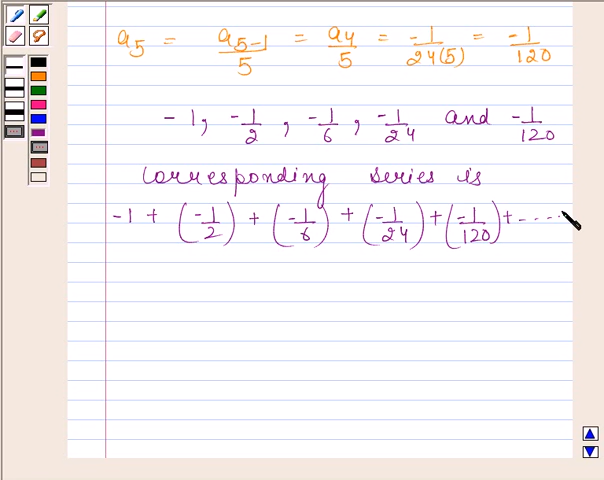 a5 = a5-1/5 = a4/5 = -1/24(5) = -1/120
-1, -1/2, -1/6, -1/24 and -1/120
corresponding series is
-1 + (-1/2) + (-1/6) + (-1/24) + (-1/120) + -----